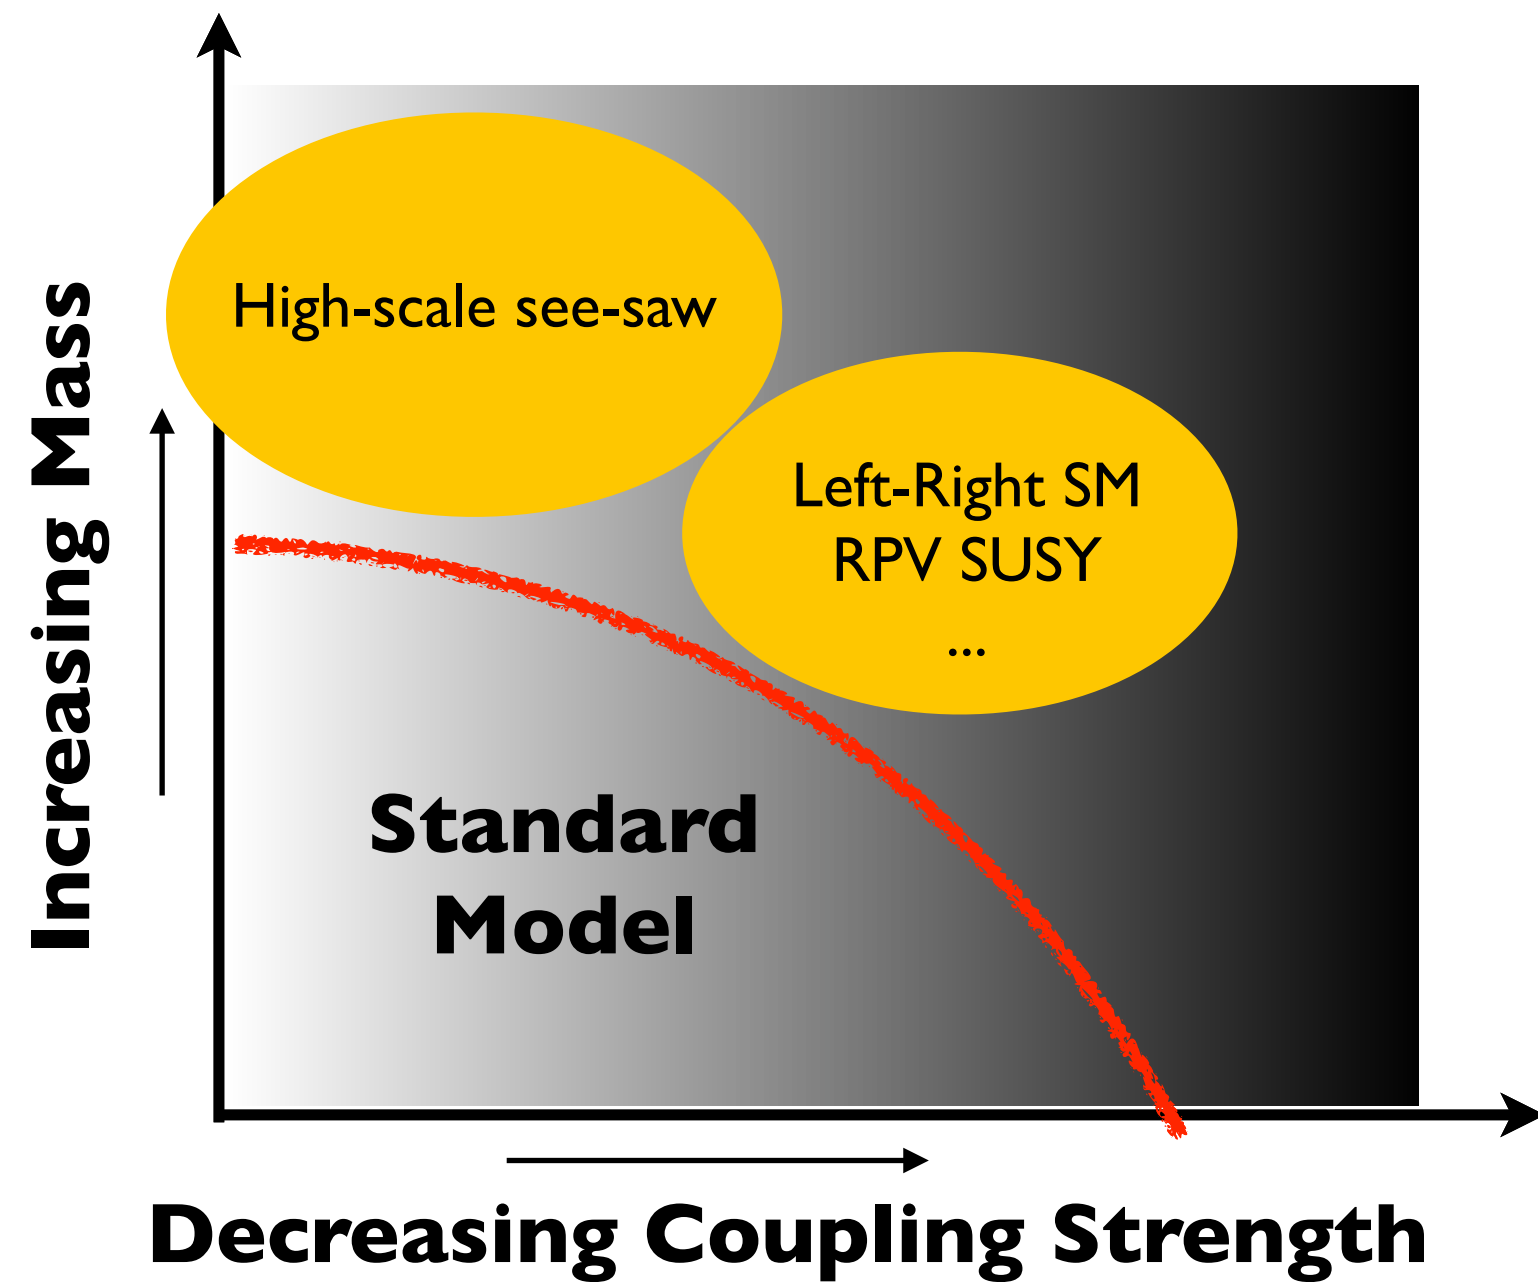 Increasing Mass
High-scale see-saw
Left-Right SM
RPV SUSY
...
Standard
Model
Decreasing Coupling Strength